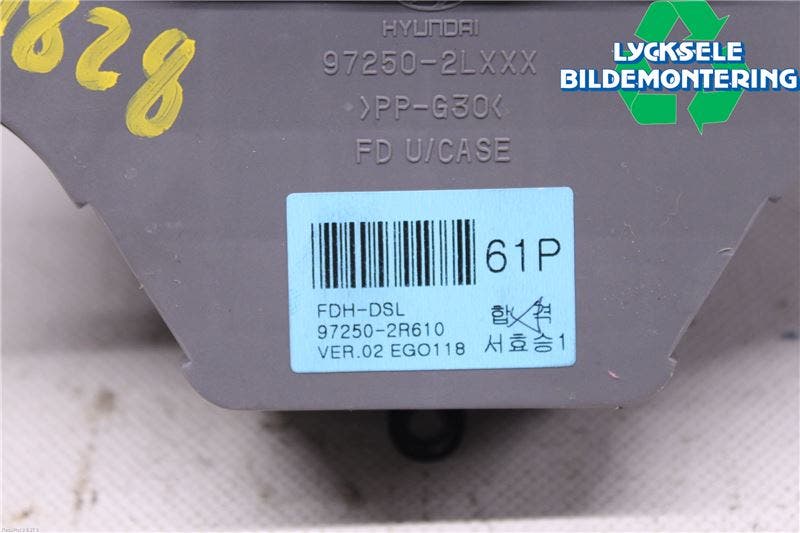 828
HYUNDAI
97250-2LXXX
>PP-G30<
FD U/CASE
LYCKSELE
BILDEMONTERING
61P
FDH-DSL
97250-2R610
VER.02 EGO118
합격
서효승1